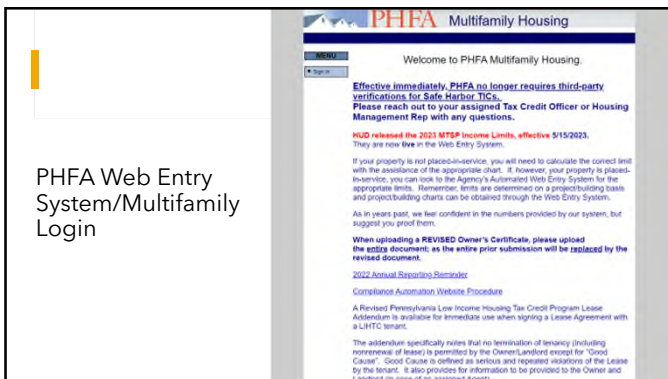 PHFA Web Entry
System/Multifamily
Login
PHFA Multifamily Housing
MENU
Sign in
Welcome to PHFA Multifamily Housing.
Effective immediately, PHFA no longer requires third-party
verifications for Safe Harbor TICs.
Please reach out to your assigned Tax Credit Officer or Housing
Management Rep with any questions.
HUD released the 2023 MTSP Income Limits, effective 5/15/2023.
They are now live in the Web Entry System.
If your property is not placed-in-service, you will need to calculate the correct limit
with the assistance of the appropriate chart. If, however, your property is placed-
in-service, you can look to the Agency's Automated Web Entry System for the
appropriate limits. Remember, limits are determined on a project/building basis
and project/building charts can be obtained through the Web Entry System.
As in years past, we feel confident in the numbers provided by our system, but
suggest you proof them.
When uploading a REVISED Owner's Certificate, please upload
the entire document; as the entire prior submission will be replaced by the
revised document.
2022 Annual Reporting Reminder
Compliance Automation Website Procedure
A Revised Pennsylvania Low Income Housing Tax Credit Program Lease
Addendum is available for immediate use when signing a Lease Agreement with
a LIHTC tenant.
The addendum specifically notes that no termination of tenancy (including
nonrenewal of lease) is permitted by the Owner/Landlord except for "Good
Cause". Good Cause is defined as serious and repeated violations of the Lease
by the tenant. It also provides for information to be provided to the Owner and
Landlord (in case of an assigned Agent)